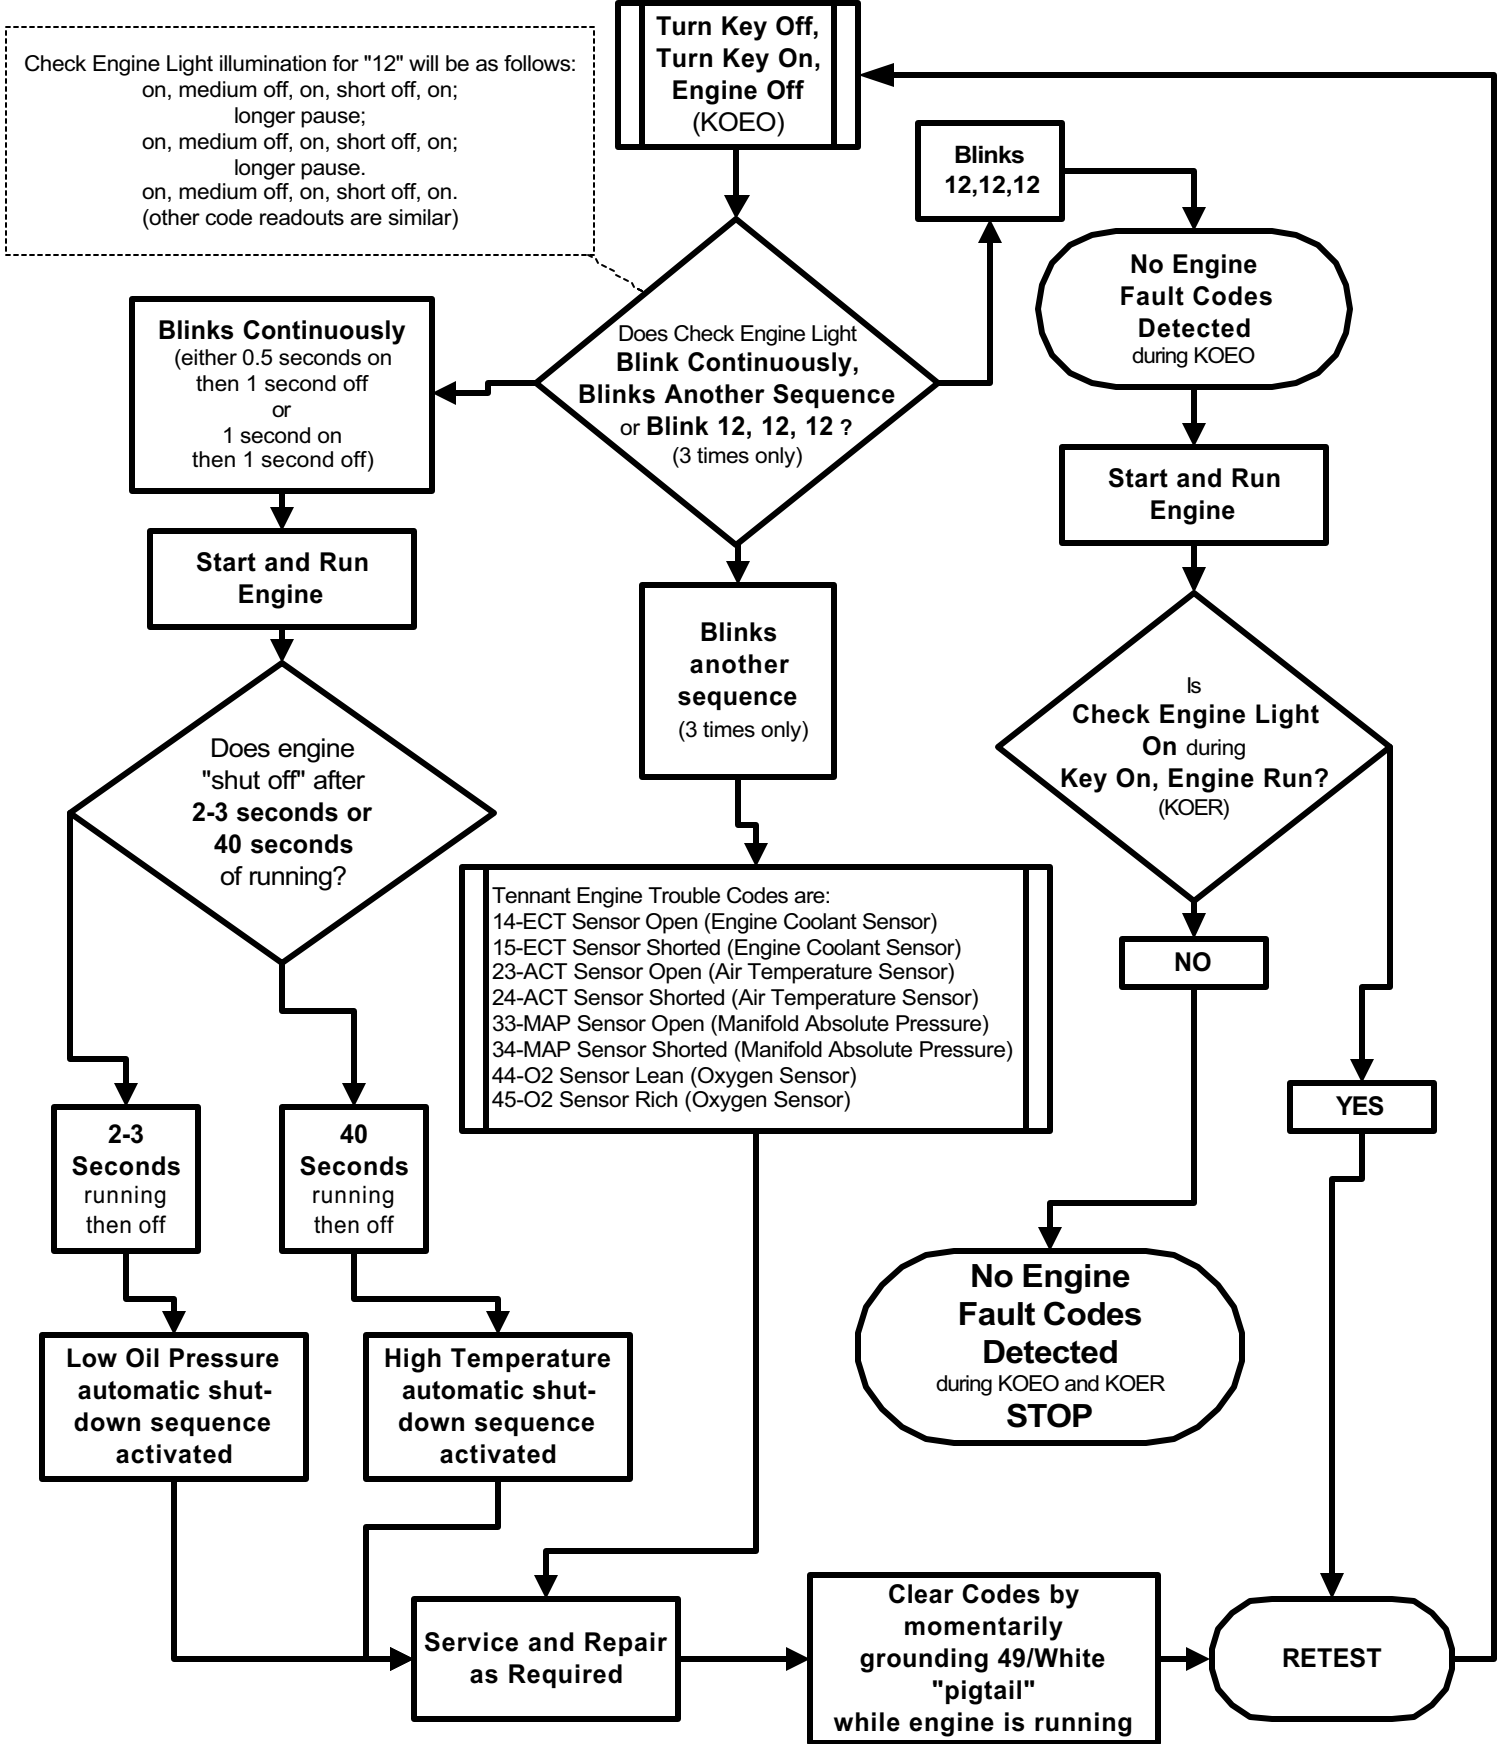 Turn Key Off,
Turn Key On,
Engine Off
(KOEO)
Check Engine Light illumination for "12" will be as follows:
on, medium off, on, short off, on;
longer pause;
on, medium off, on, short off, on;
longer pause.
on, medium off, on, short off, on.
(other code readouts are similar)
Blinks
12,12,12
No Engine
Fault Codes
Detected
during KOEO
Does Check Engine Light
Blink Continuously,
Blinks Another Sequence
or Blink 12, 12, 12 ?
(3 times only)
Blinks Continuously
(either 0.5 seconds on
then 1 second off
or
1 second on
then 1 second off)
Start and Run
Engine
Start and Run
Engine
Blinks
another
sequence
(3 times only)
Is
Check Engine Light
On during
Key On, Engine Run?
(KOER)
Does engine
"shut off" after
2-3 seconds or
40 seconds
of running?
Tennant Engine Trouble Codes are:
14-ECT Sensor Open (Engine Coolant Sensor)
15-ECT Sensor Shorted (Engine Coolant Sensor)
23-ACT Sensor Open (Air Temperature Sensor)
24-ACT Sensor Shorted (Air Temperature Sensor)
33-MAP Sensor Open (Manifold Absolute Pressure)
34-MAP Sensor Shorted (Manifold Absolute Pressure)
44-O2 Sensor Lean (Oxygen Sensor)
45-O2 Sensor Rich (Oxygen Sensor)
NO
YES
2-3
Seconds
running
then off
40
Seconds
running
then off
No Engine
Fault Codes
Detected
during KOEO and KOER
STOP
Low Oil Pressure
automatic shut-
down sequence
activated
High Temperature
automatic shut-
down sequence
activated
Service and Repair
as Required
Clear Codes by
momentarily
grounding 49/White
"pigtail"
while engine is running
RETEST